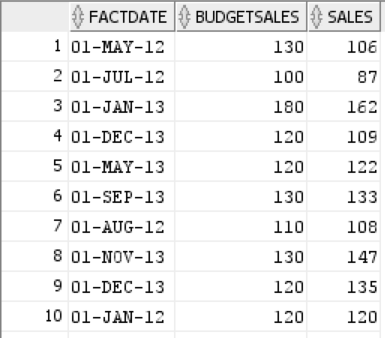 FACTDATE BUDGETSALES SALES
1 01-MAY-12 130 106
2 01-JUL-12 100 87
3 01-JAN-13 180 162
4 01-DEC-13 120 109
5 01-MAY-13 120 122
6 01-SEP-13 130 133
7 01-AUG-12 110 108
8 01-NOV-13 130 147
9 01-DEC-13 120 135
10 01-JAN-12 120 120